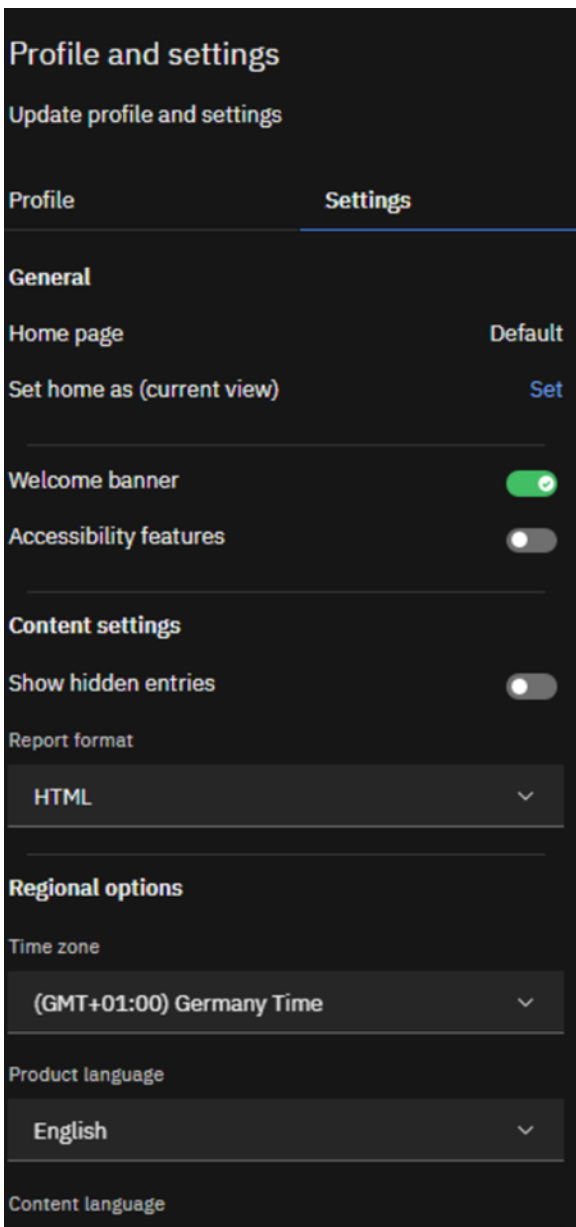 Profile and settings
Update profile and settings
Profile Settings
General
Home page Default
Set home as (current view) Set
Welcome banner
Accessibility features
Content settings
Show hidden entries
Report format
HTML
Regional options
Time zone
(GMT+01:00) Germany Time
Product language
English
Content language